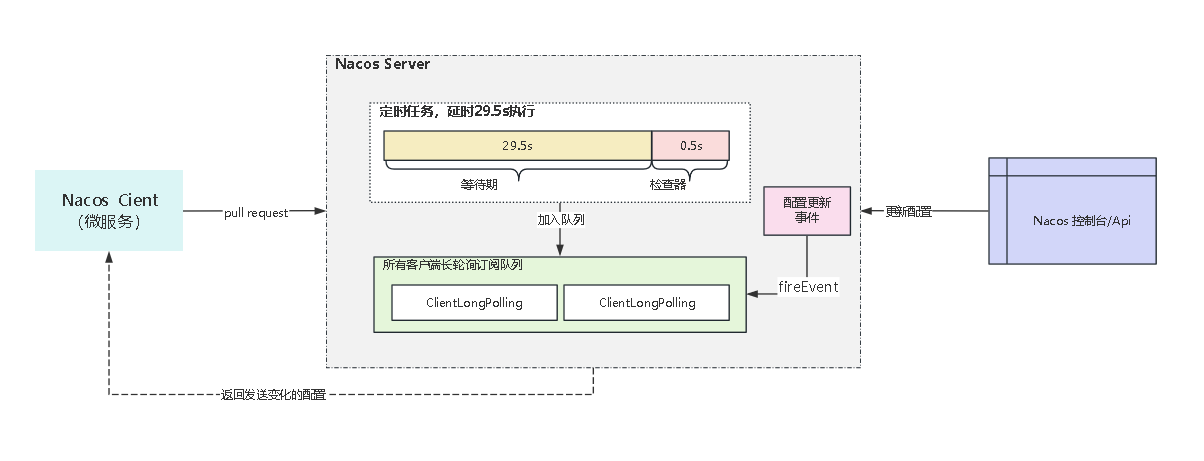 Nacos Server
定时任务，延时29.5s执行
29.5s
0.5s
等待期
检查器
Nacos Cient
（微服务）
pull request
加入队列
配置更新
事件
更新配置
Nacos 控制台/Api
所有客户端长轮询订阅队列
ClientLongPolling
ClientLongPolling
fireEvent
返回发送变化的配置